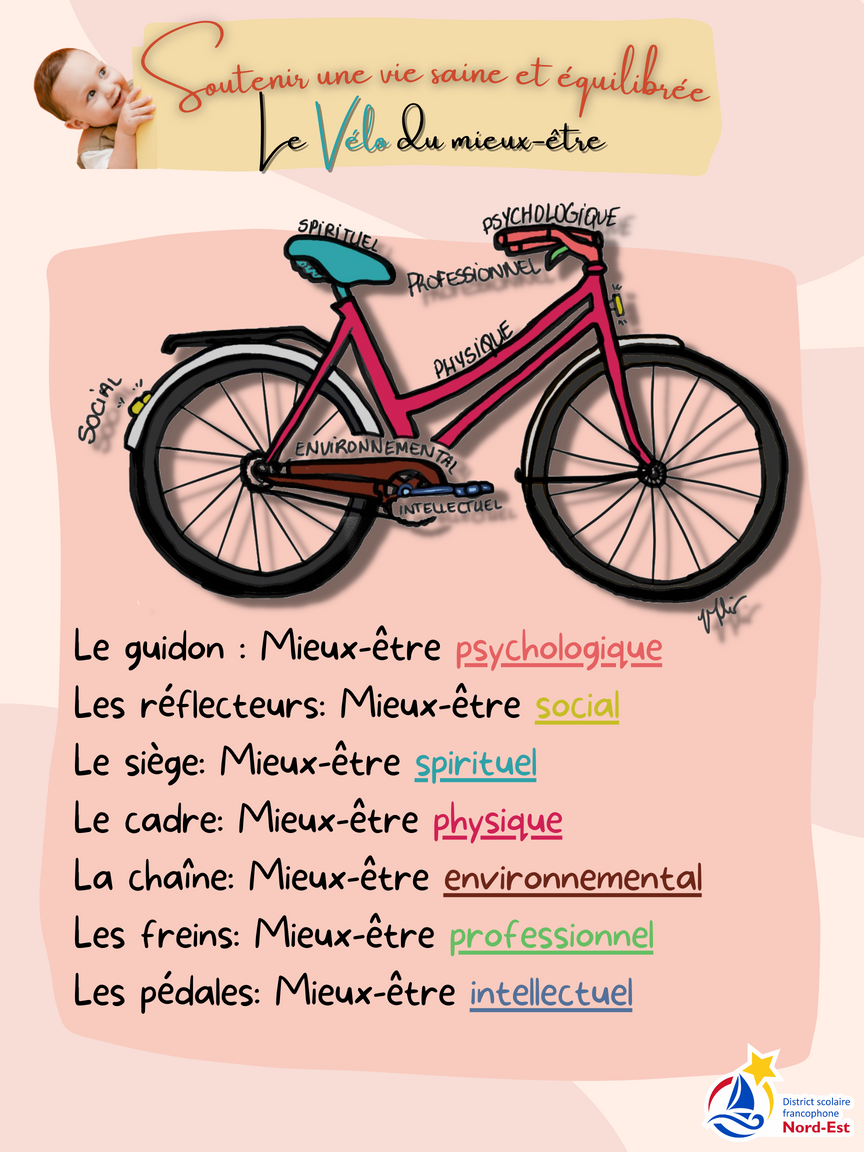 Soutenir une vie saine et équilibrée
Le Vélo du mieux-être
SPIRITUEL
PSYCHOLOGIQUE
PROFESSIONNEL
PHYSIQUE
SOCIAL
ENVIRONNEMENTAL
INTELLECTUEL
Le guidon : Mieux-être psychologique
Les réflecteurs: Mieux-être social
Le siège: Mieux-être spirituel
Le cadre: Mieux-être physique
La chaîne: Mieux-être environnemental
Les freins: Mieux-être professionnel
Les pédales: Mieux-être intellectuel
District scolaire
francophone
Nord-Est